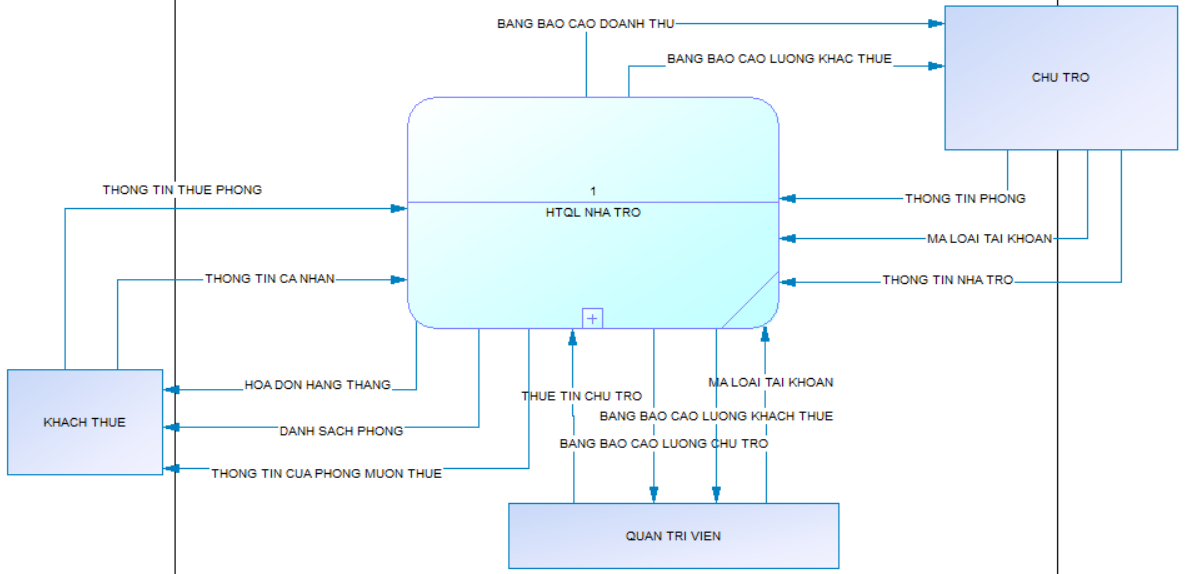 BANG BAO CAO DOANH THU
BANG BAO CAO LUONG KHAC THUE
CHU TRO
THONG TIN THUE PHONG
1
HTQL NHA TRO
THONG TIN PHONG
MA LOAI TAI KHOAN
THONG TIN CA NHAN
THONG TIN NHA TRO
HOA DON HANG THANG
THUE TIN CHU TRO
MA LOAI TAI KHOAN
KHACH THUE
BANG BAO CAO LUONG KHACH THUE
DANH SACH PHONG
BANG BAO CAO LUONG CHU TRO
THONG TIN CUA PHONG MUON THUE
QUAN TRI VIEN